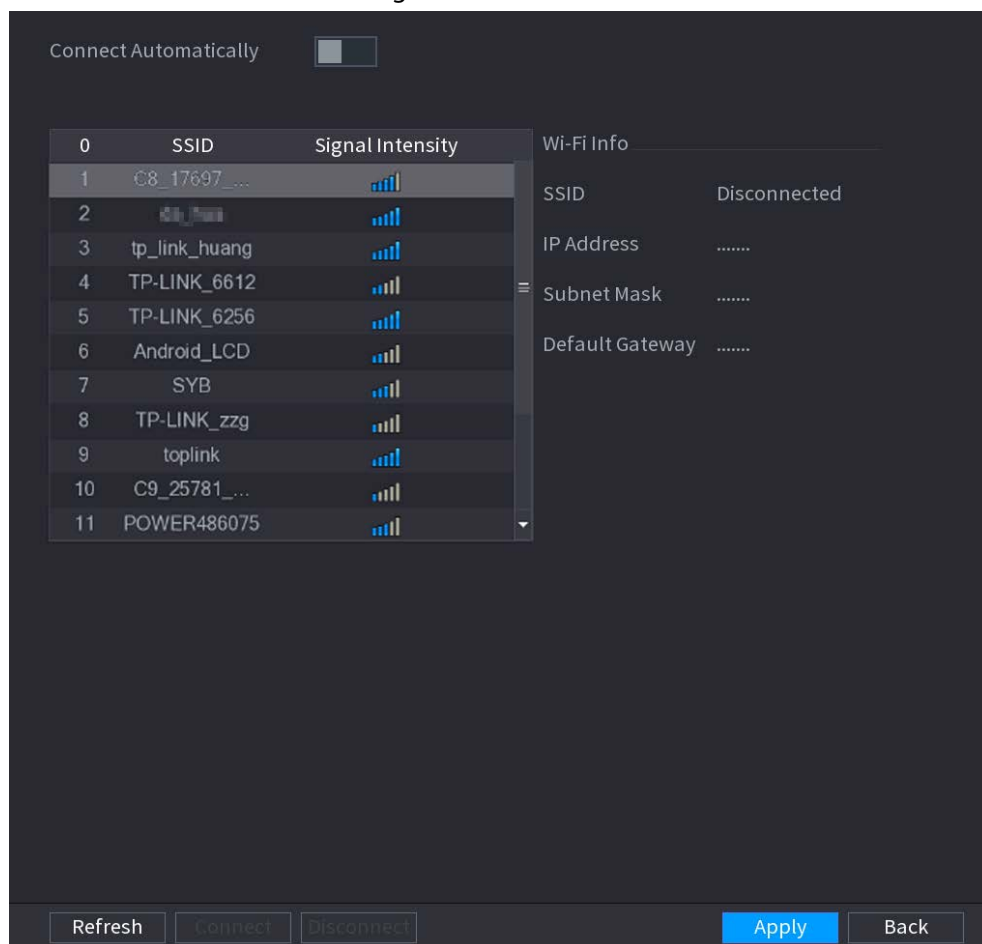 Connect Automatically
0 SSID Signal Intensity
1 C8_17697_...
2
3 tp_link_huang
4 TP-LINK_6612
5 TP-LINK_6256
6 Android_LCD
7 SYB
8 TP-LINK_zzg
9 toplink
10 C9_25781_...
11 POWER486075
Wi-Fi Info
SSID Disconnected
IP Address .......
Subnet Mask .......
Default Gateway .......
Refresh Connect Disconnect Apply Back